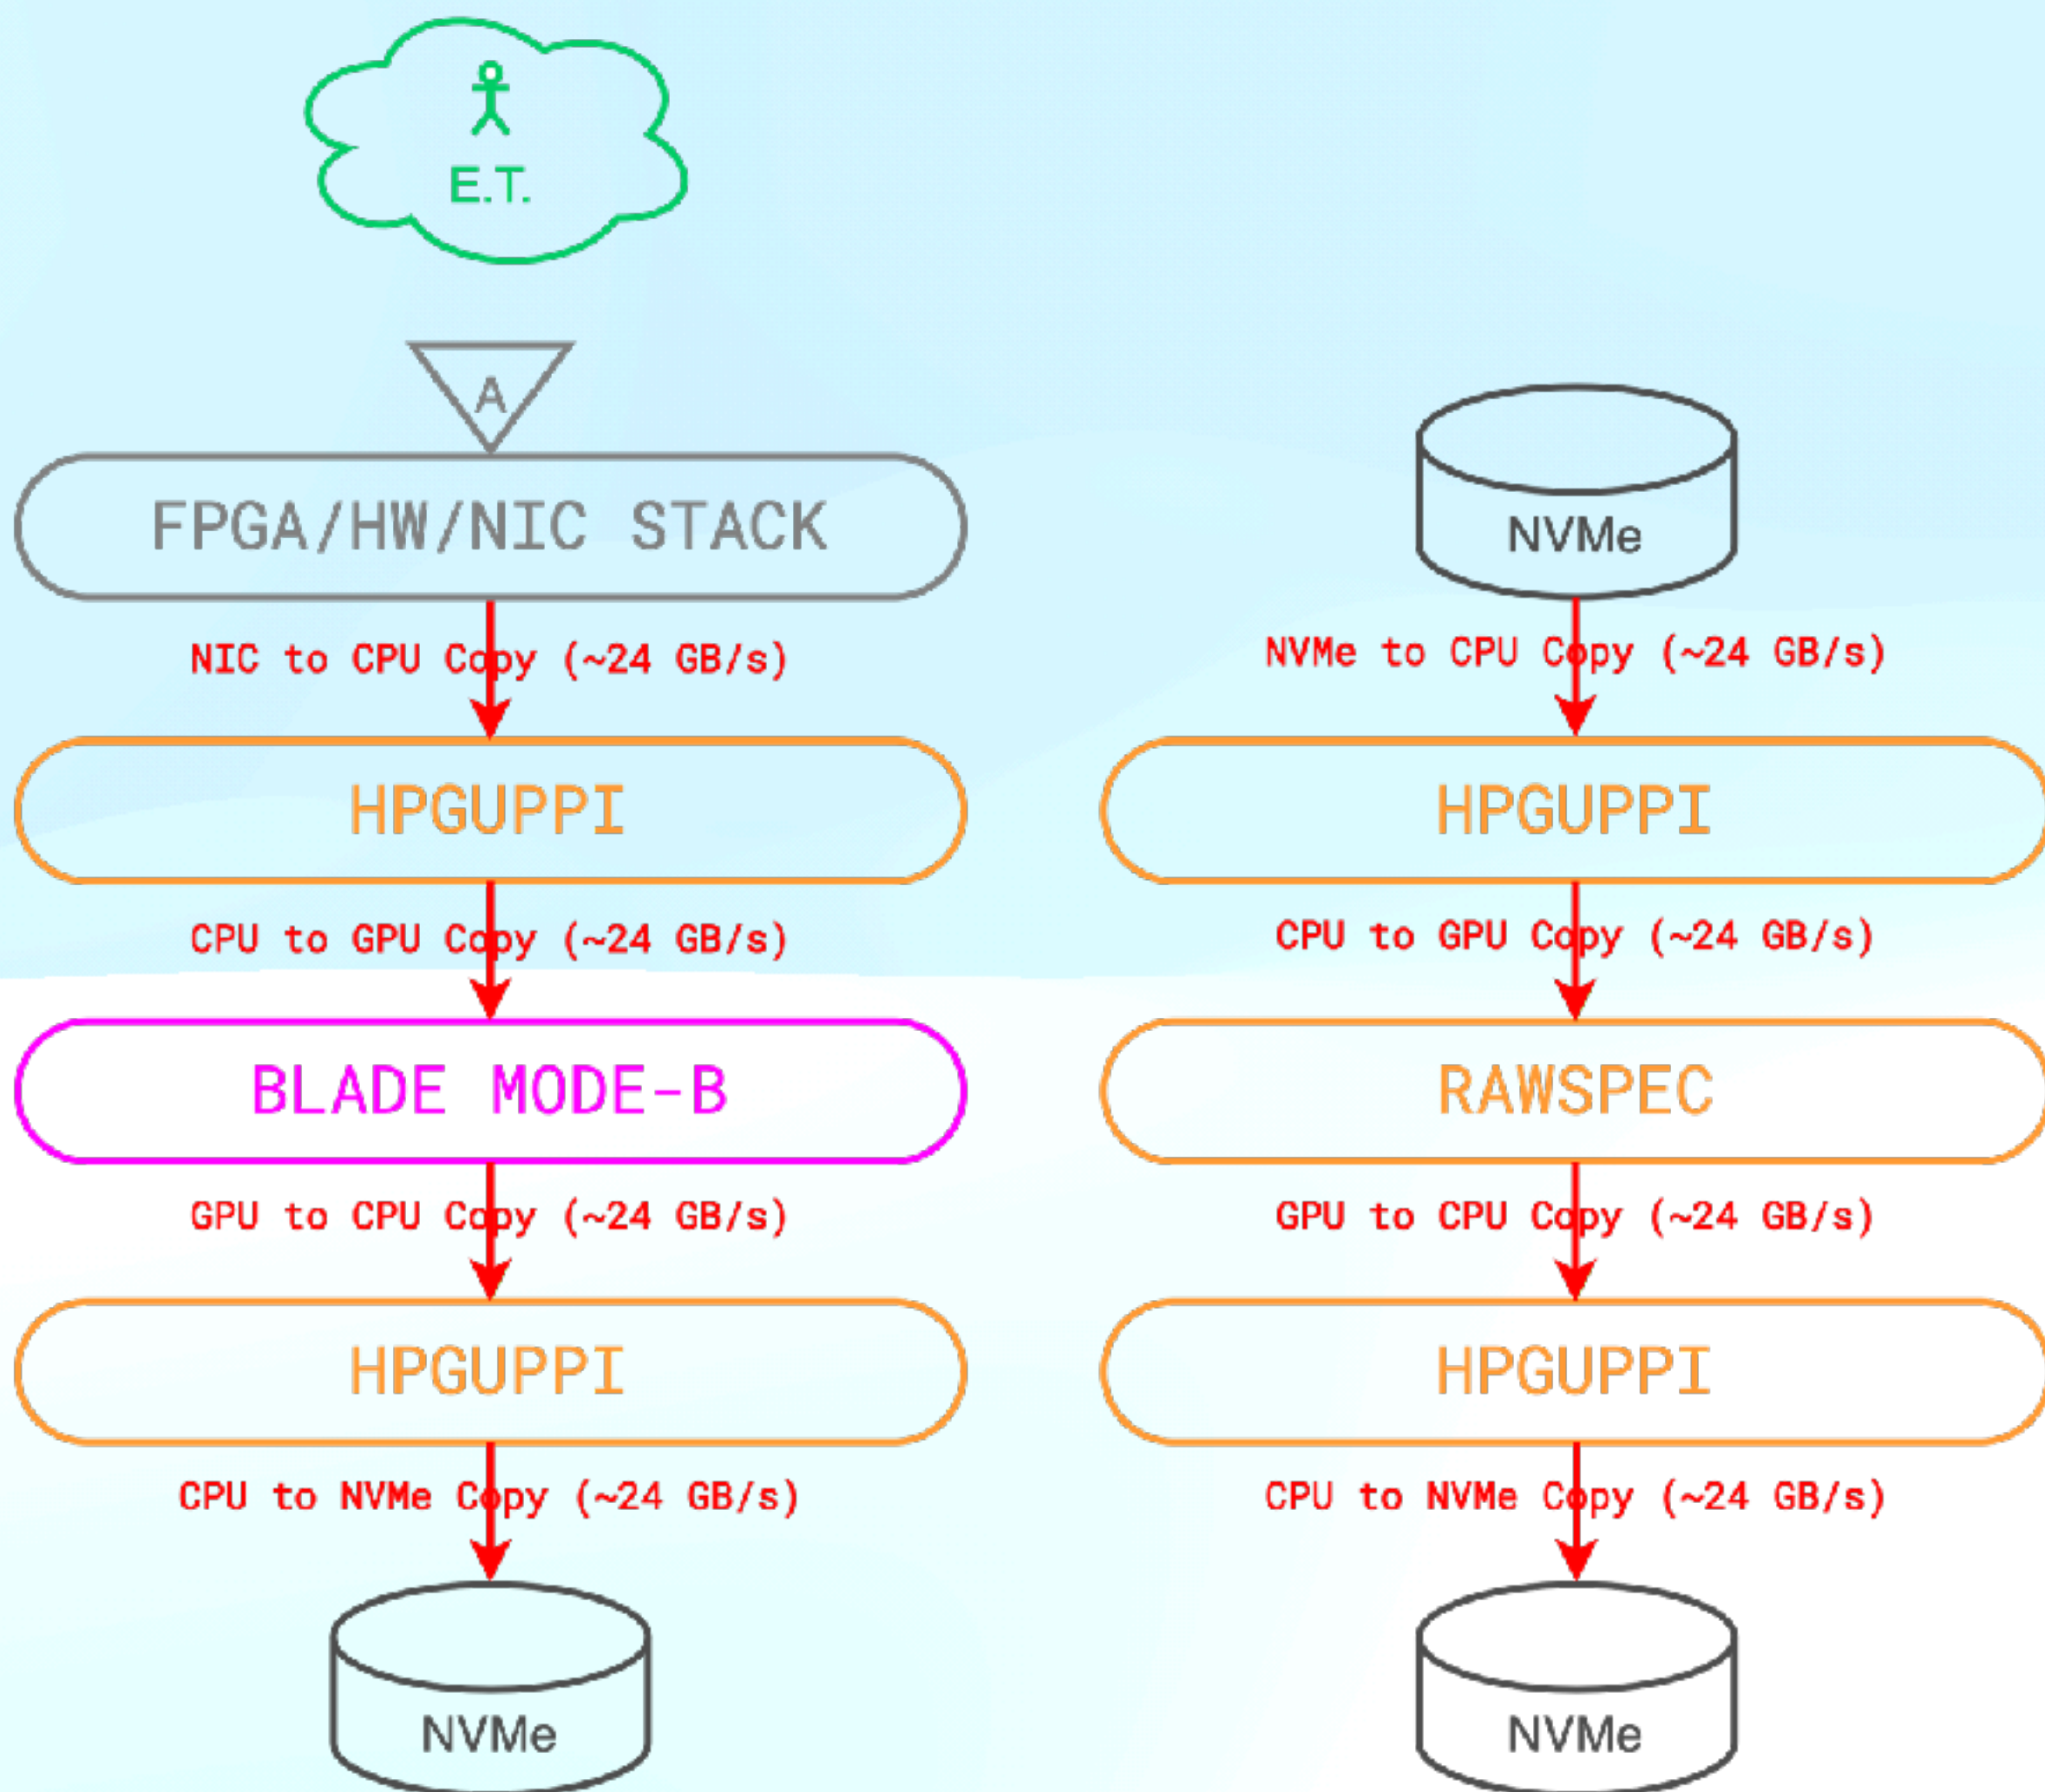 E.T.
A
FPGA/HW/NIC STACK
NIC to CPU Copy (~24 GB/s)
HPGUPPI
CPU to GPU Copy (~24 GB/s)
BLADE MODE-B
GPU to CPU Copy (~24 GB/s)
HPGUPPI
CPU to NVMe Copy (~24 GB/s)
NVMe
NVMe
NVMe to CPU Copy (~24 GB/s)
HPGUPPI
CPU to GPU Copy (~24 GB/s)
RAWSPEC
GPU to CPU Copy (~24 GB/s)
HPGUPPI
CPU to NVMe Copy (~24 GB/s)
NVMe